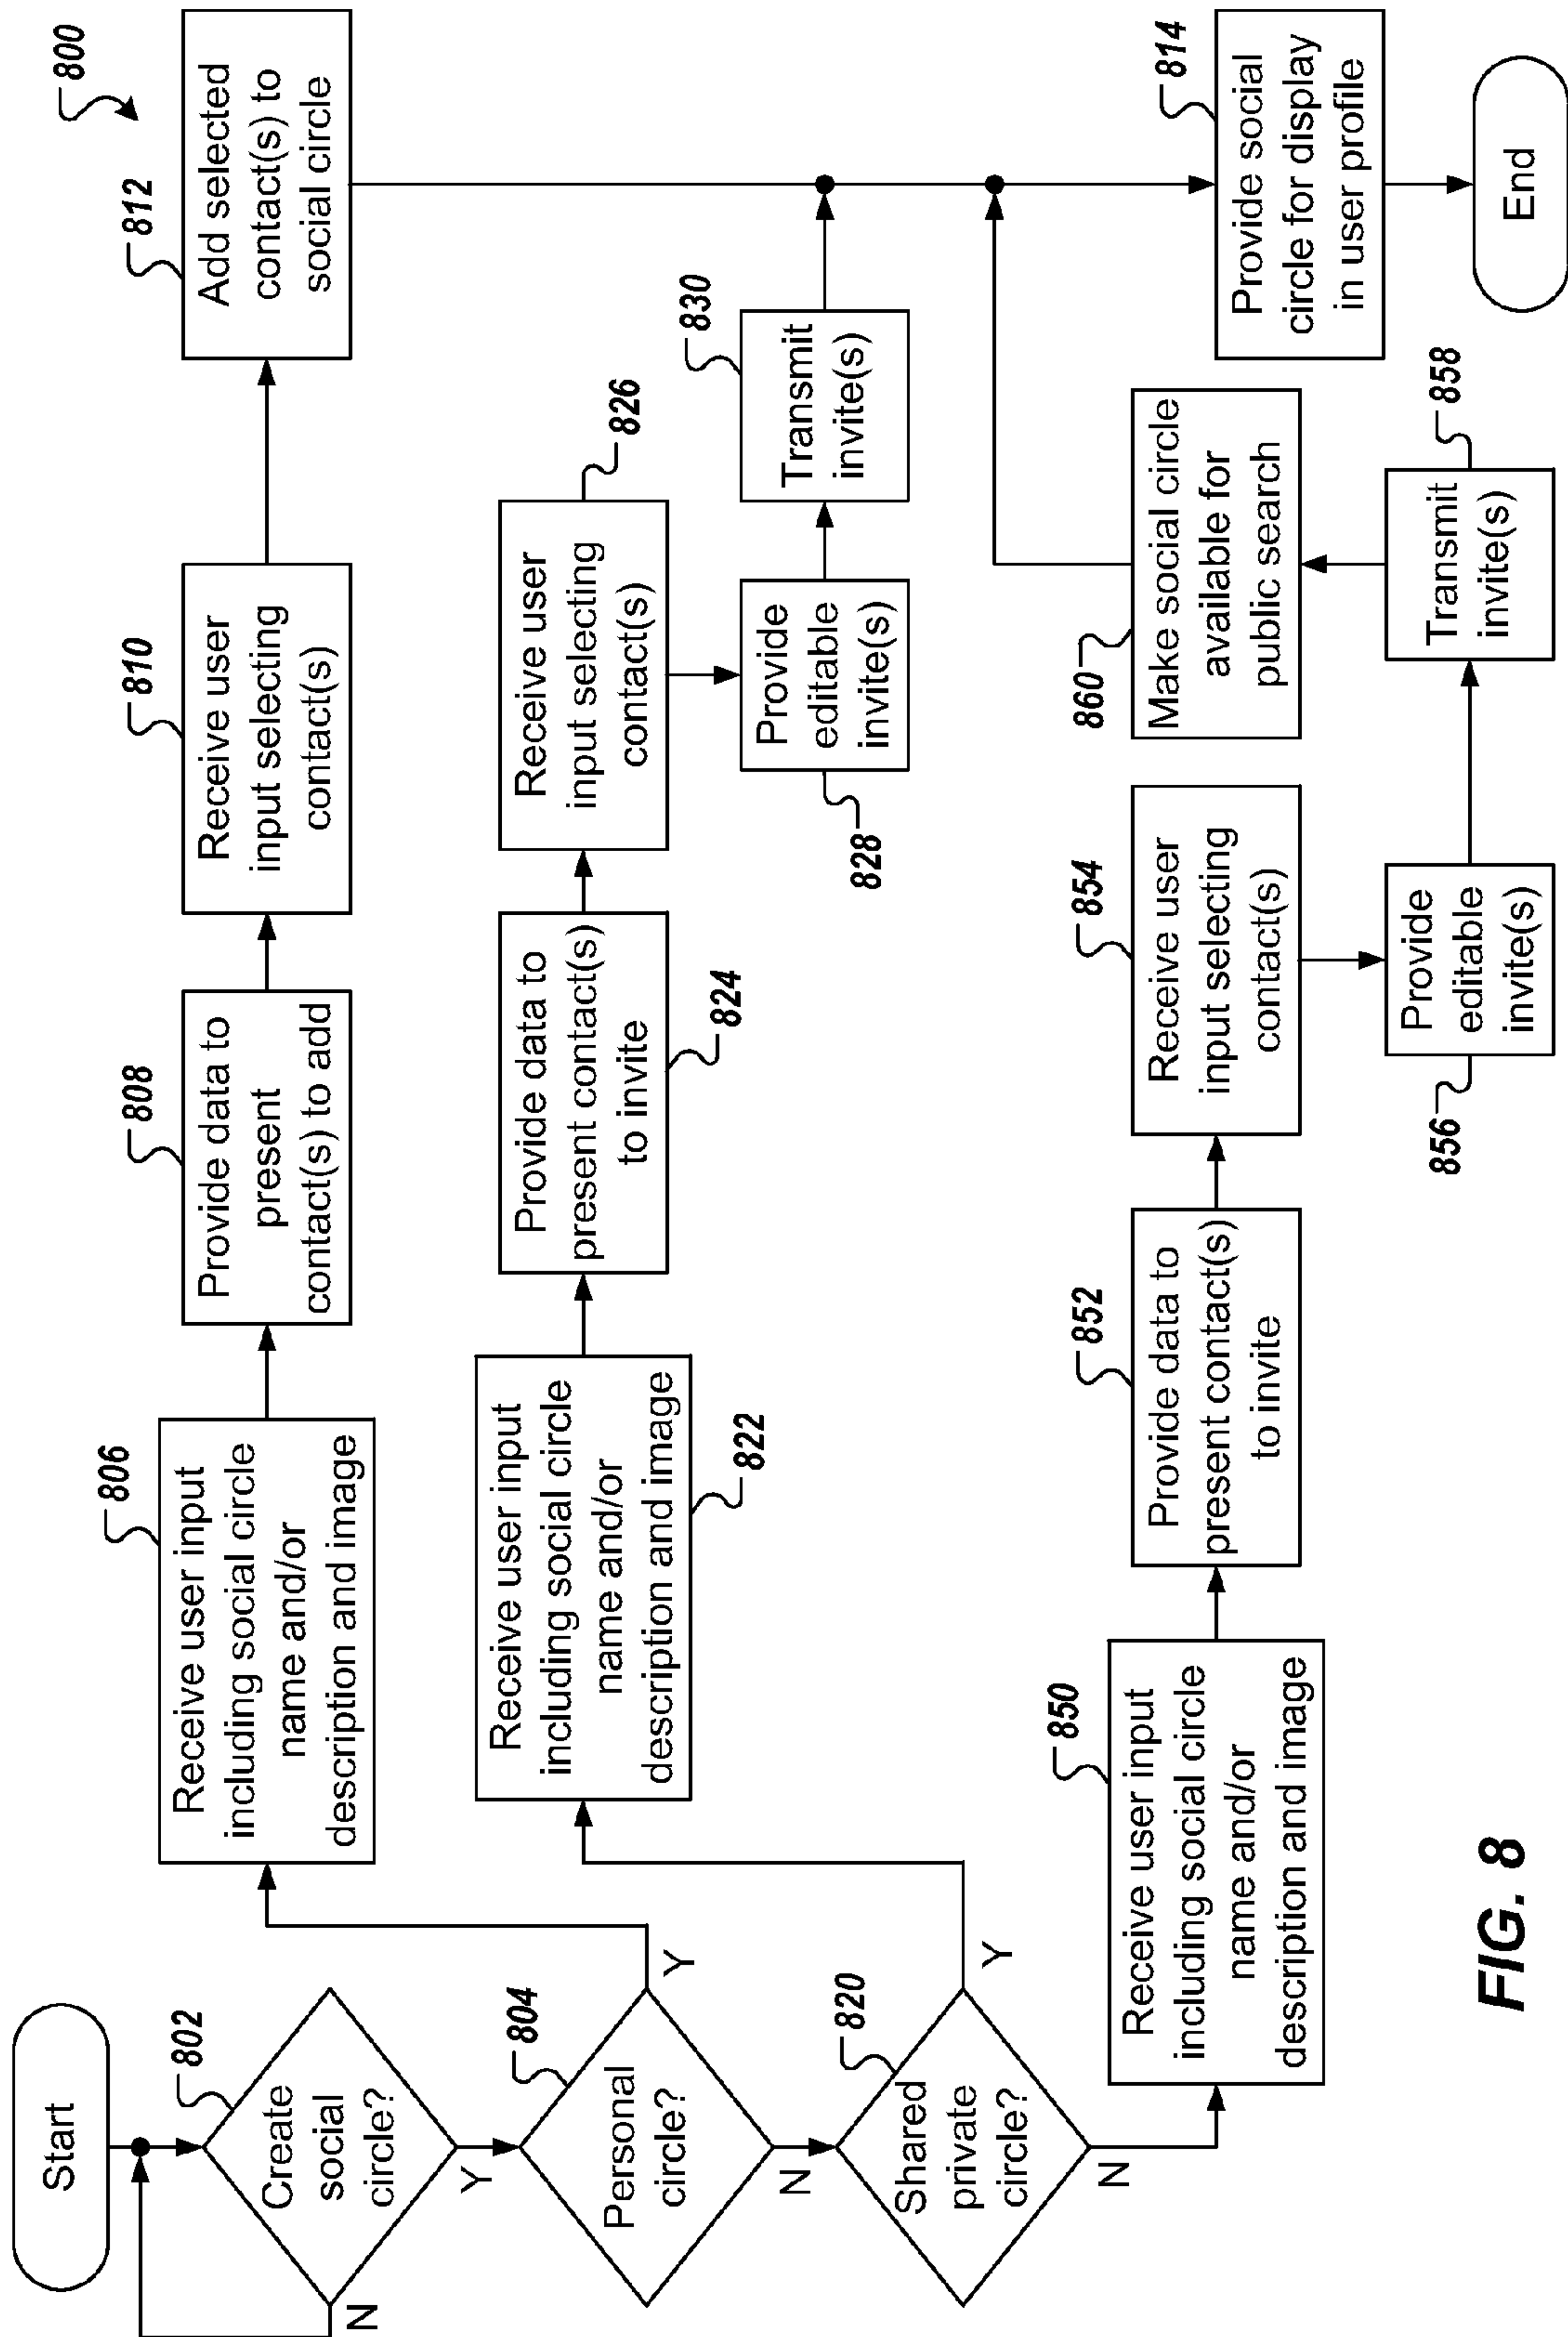 800
Start
802
Create
social
circle?
N
Y
804
Personal
circle?
Y
N
820
Shared
private
circle?
Y
N
806
Receive user input
including social circle
name and/or
description and image
808
Provide data to
present
contact(s) to add
810
Receive user
input selecting
contact(s)
812
Add selected
contact(s) to
social circle
822
Receive user input
including social circle
name and/or
description and image
824
Provide data to
present contact(s)
to invite
826
Receive user
input selecting
contact(s)
828
Provide
editable
invite(s)
830
Transmit
invite(s)
850
Receive user input
including social circle
name and/or
description and image
852
Provide data to
present contact(s)
to invite
854
Receive user
input selecting
contact(s)
856
Provide
editable
invite(s)
858
Transmit
invite(s)
860
Make social circle
available for
public search
814
Provide social
circle for display
in user profile
End
FIG. 8